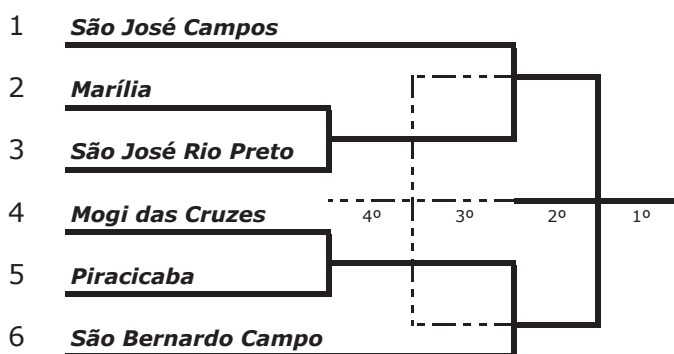 1 São José Campos
2 Marília
3 São José Rio Preto
4 Mogi das Cruzes
4º 3º 2º 1º
5 Piracicaba
6 São Bernardo Campo